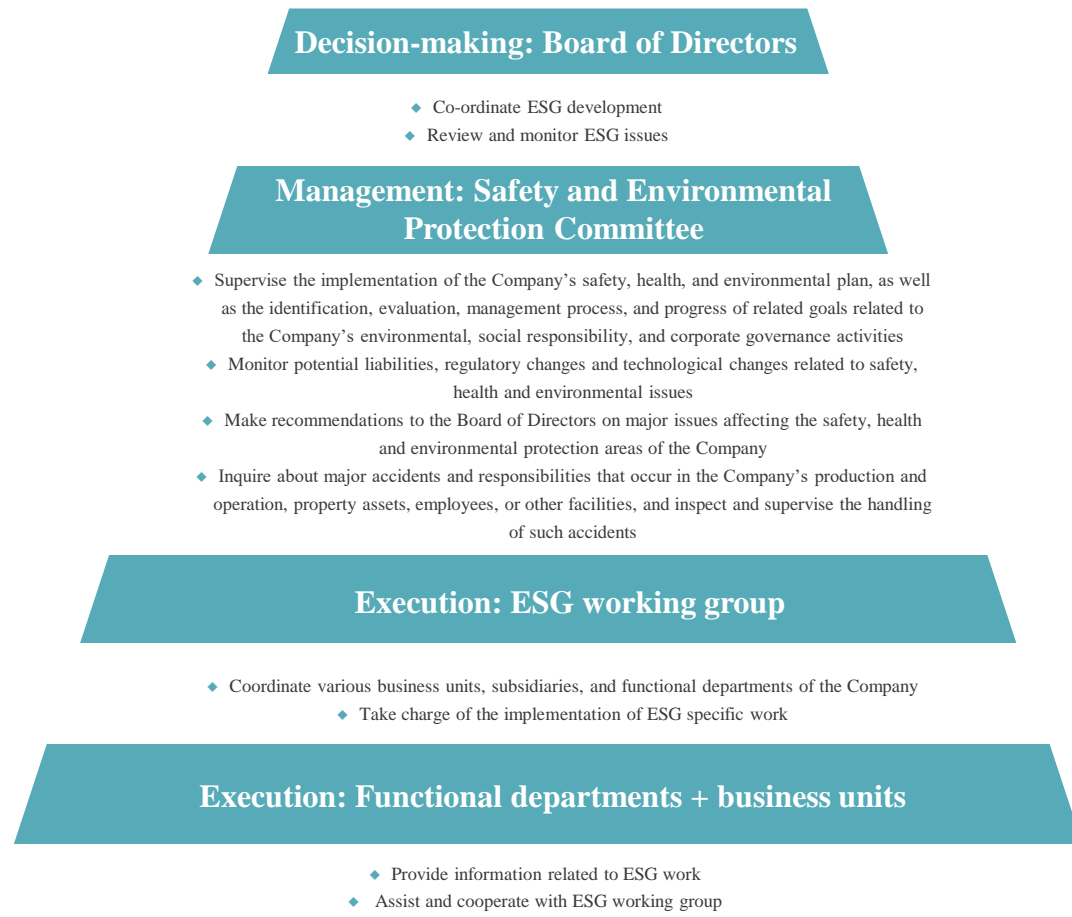 Decision-making: Board of Directors
◆ Co-ordinate ESG development
◆ Review and monitor ESG issues
Management: Safety and Environmental
Protection Committee
◆ Supervise the implementation of the Company’s safety, health, and environmental plan, as well
as the identification, evaluation, management process, and progress of related goals related to
the Company’s environmental, social responsibility, and corporate governance activities
◆ Monitor potential liabilities, regulatory changes and technological changes related to safety,
health and environmental issues
◆ Make recommendations to the Board of Directors on major issues affecting the safety, health
and environmental protection areas of the Company
◆ Inquire about major accidents and responsibilities that occur in the Company’s production and
operation, property assets, employees, or other facilities, and inspect and supervise the handling
of such accidents
Execution: ESG working group
◆ Coordinate various business units, subsidiaries, and functional departments of the Company
◆ Take charge of the implementation of ESG specific work
Execution: Functional departments + business units
◆ Provide information related to ESG work
◆ Assist and cooperate with ESG working group